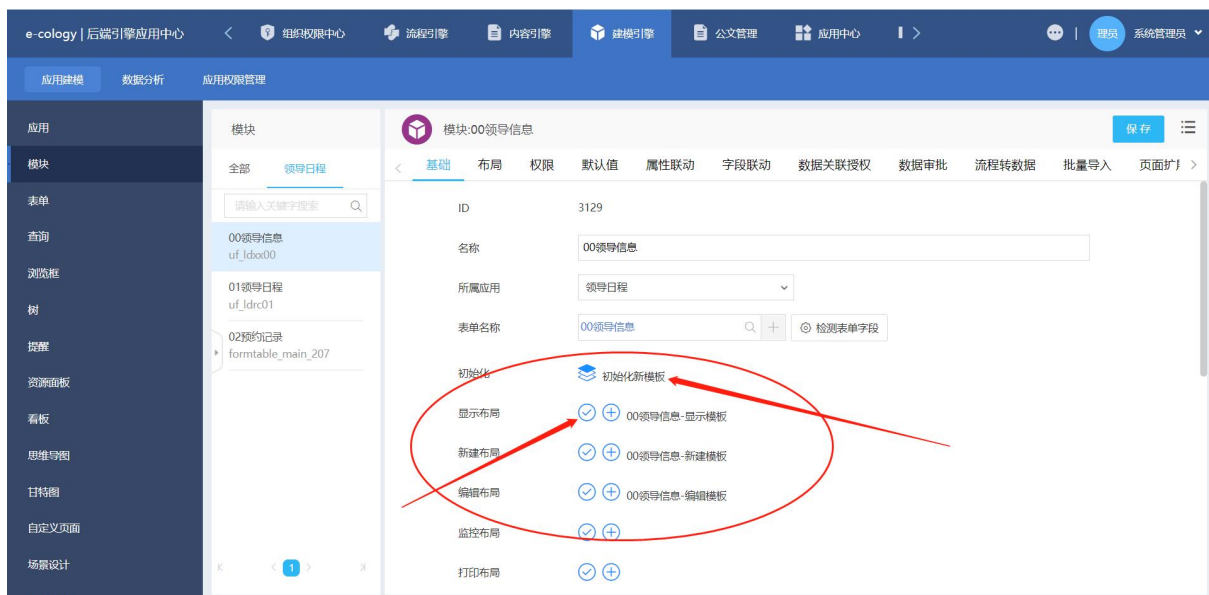 e-cology | 后端引擎应用中心 组织权限中心 流程引擎 内容引擎 建模引擎 公文管理 应用中心 理员 系统管理员
应用建模 数据分析 应用权限管理
应用
模块
表单
查询
浏览框
树
提醒
资源面板
看板
思维导图
甘特图
自定义页面
场景设计
模块
全部 领导日程
请输入关键字搜索
00领导信息
uf_ldxx00
01领导日程
uf_ldrc01
02预约记录
formtable_main_207
1
模块:00领导信息 保存
基础 布局 权限 默认值 属性联动 字段联动 数据关联授权 数据审批 流程转数据 批量导入 页面扩
ID 3129
名称 00领导信息
所属应用 领导日程
表单名称 00领导信息 检测表单字段
初始化 初始化新模板
显示布局 00领导信息-显示模板
新建布局 00领导信息-新建模板
编辑布局 00领导信息-编辑模板
监控布局
打印布局